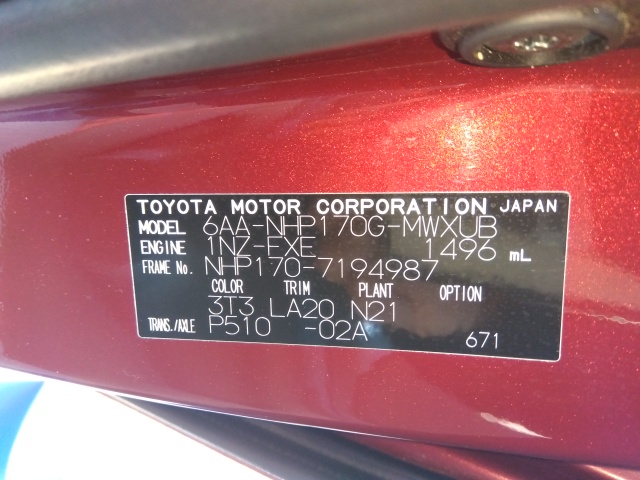 TOYOTA MOTOR CORPORATION JAPAN
MODEL 6AA-NHP170G-MWXUB
ENGINE 1NZ-FXE 1496 mL
FRAME No. NHP170-7194987
COLOR TRIM PLANT OPTION
3T3 LA20 N21
TRANS./AXLE P510 -02A
671